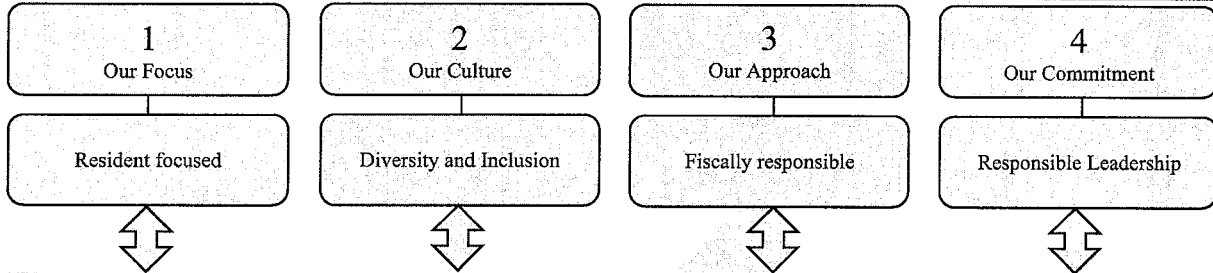 1
Our Focus
2
Our Culture
3
Our Approach
4
Our Commitment
Resident focused
Diversity and Inclusion
Fiscally responsible
Responsible Leadership